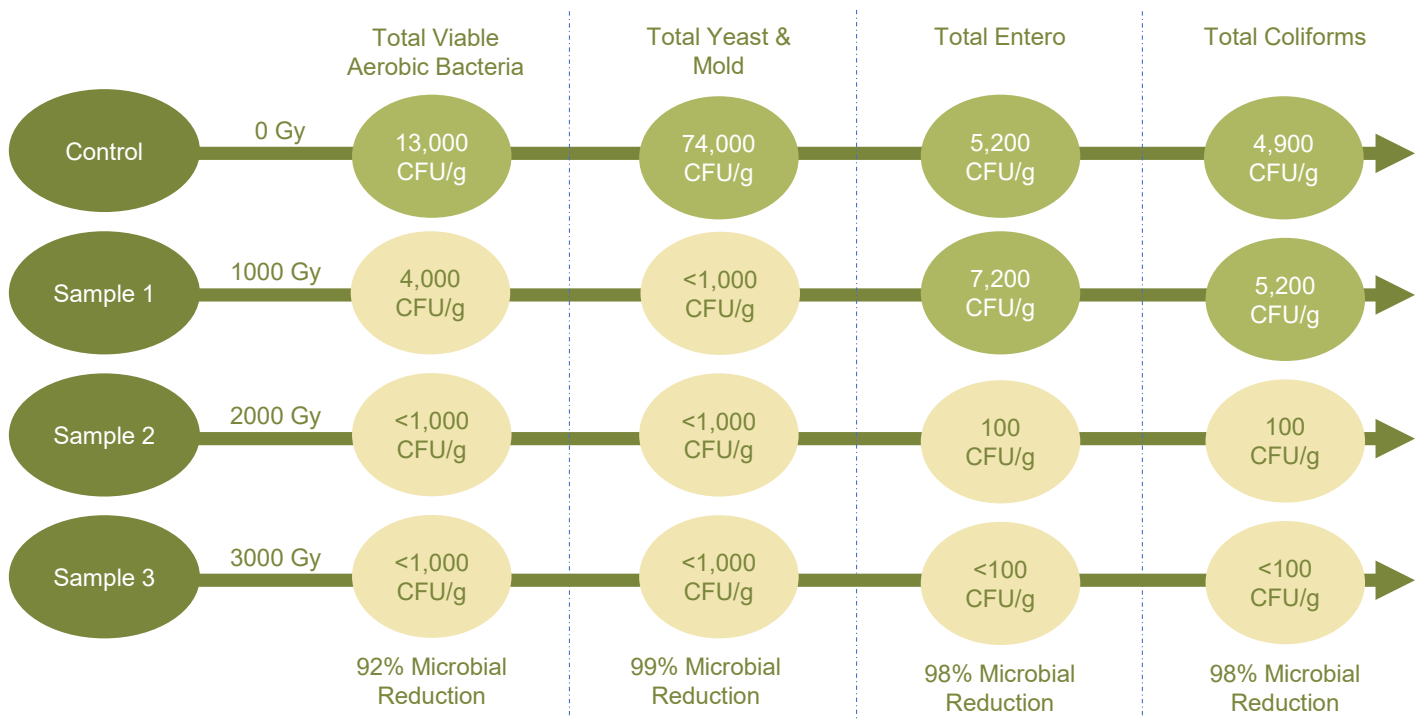 Total Viable
Aerobic Bacteria
Total Yeast &
Mold
Total Entero
Total Coliforms
Control
0 Gy
13,000
CFU/g
74,000
CFU/g
5,200
CFU/g
4,900
CFU/g
Sample 1
1000 Gy
4,000
CFU/g
<1,000
CFU/g
7,200
CFU/g
5,200
CFU/g
Sample 2
2000 Gy
<1,000
CFU/g
<1,000
CFU/g
100
CFU/g
100
CFU/g
Sample 3
3000 Gy
<1,000
CFU/g
<1,000
CFU/g
<100
CFU/g
<100
CFU/g
92% Microbial
Reduction
99% Microbial
Reduction
98% Microbial
Reduction
98% Microbial
Reduction